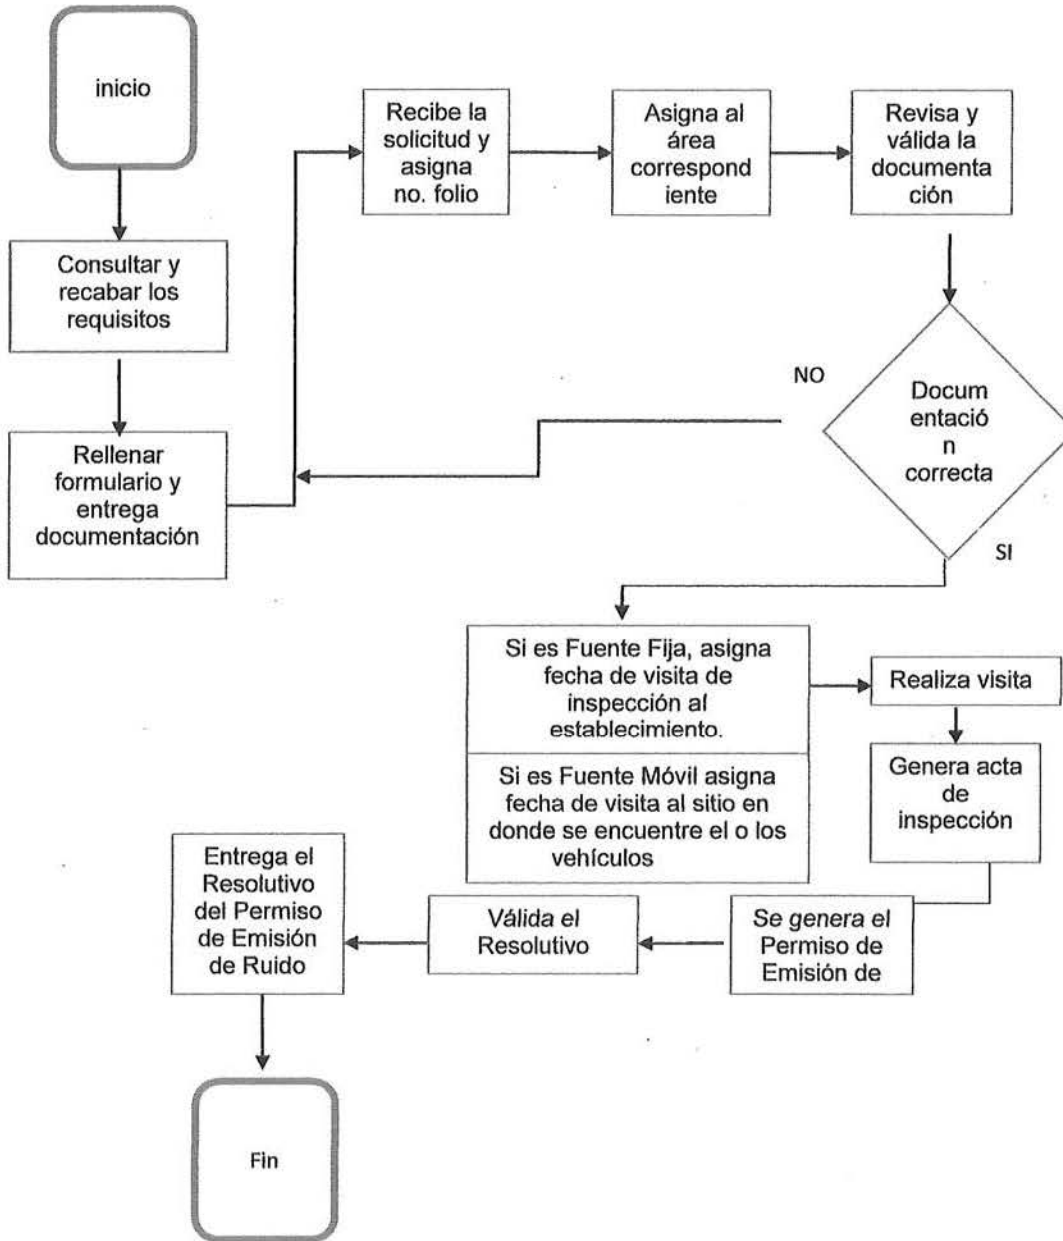 inicio
Consultar y
recabar los
requisitos
Rellenar
formulario y
entrega
documentación
Recibe la
solicitud y
asigna
no. folio
Asigna al
área
correspond
iente
Revisa y
válida la
documenta
ción
NO
Docum
entació
n
correcta
SI
Si es Fuente Fija, asigna
fecha de visita de
inspección al
establecimiento.
Si es Fuente Móvil asigna
fecha de visita al sitio en
donde se encuentre el o los
vehículos
Realiza visita
Genera acta
de
inspección
Se genera el
Permiso de
Emisión de
Válida el
Resolutivo
Entrega el
Resolutivo
del Permiso
de Emisión
de Ruido
Fin